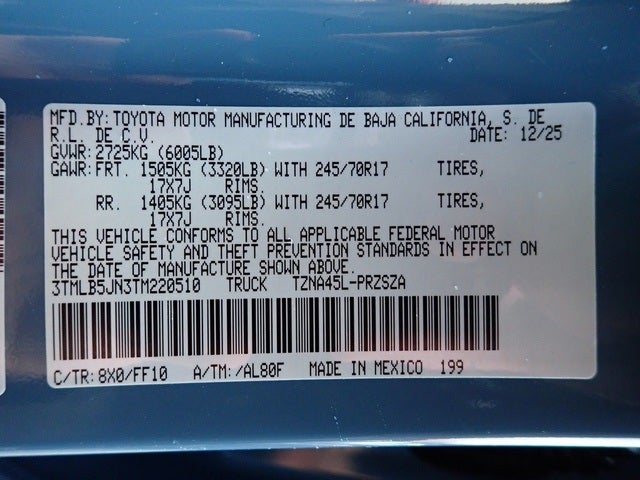 MFD.BY: TOYOTA MOTOR MANUFACTURING DE BAJA CALIFORNIA, S. DE
R.L. DE C.V. DATE: 12/25
GVWR: 2725KG (6005LB)
GAWR: FRT. 1505KG (3320LB) WITH 245/70R17 TIRES,
17X7J RIMS.
RR. 1405KG (3095LB) WITH 245/70R17 TIRES,
17X7J RIMS.
THIS VEHICLE CONFORMS TO ALL APPLICABLE FEDERAL MOTOR
VEHICLE SAFETY AND THEFT PREVENTION STANDARDS IN EFFECT ON
THE DATE OF MANUFACTURE SHOWN ABOVE.
3TMLB5JN3TM220510 TRUCK TZNA45L-PRZSZA
C/TR: 8X0/FF10 A/TM: /AL80F MADE IN MEXICO 199